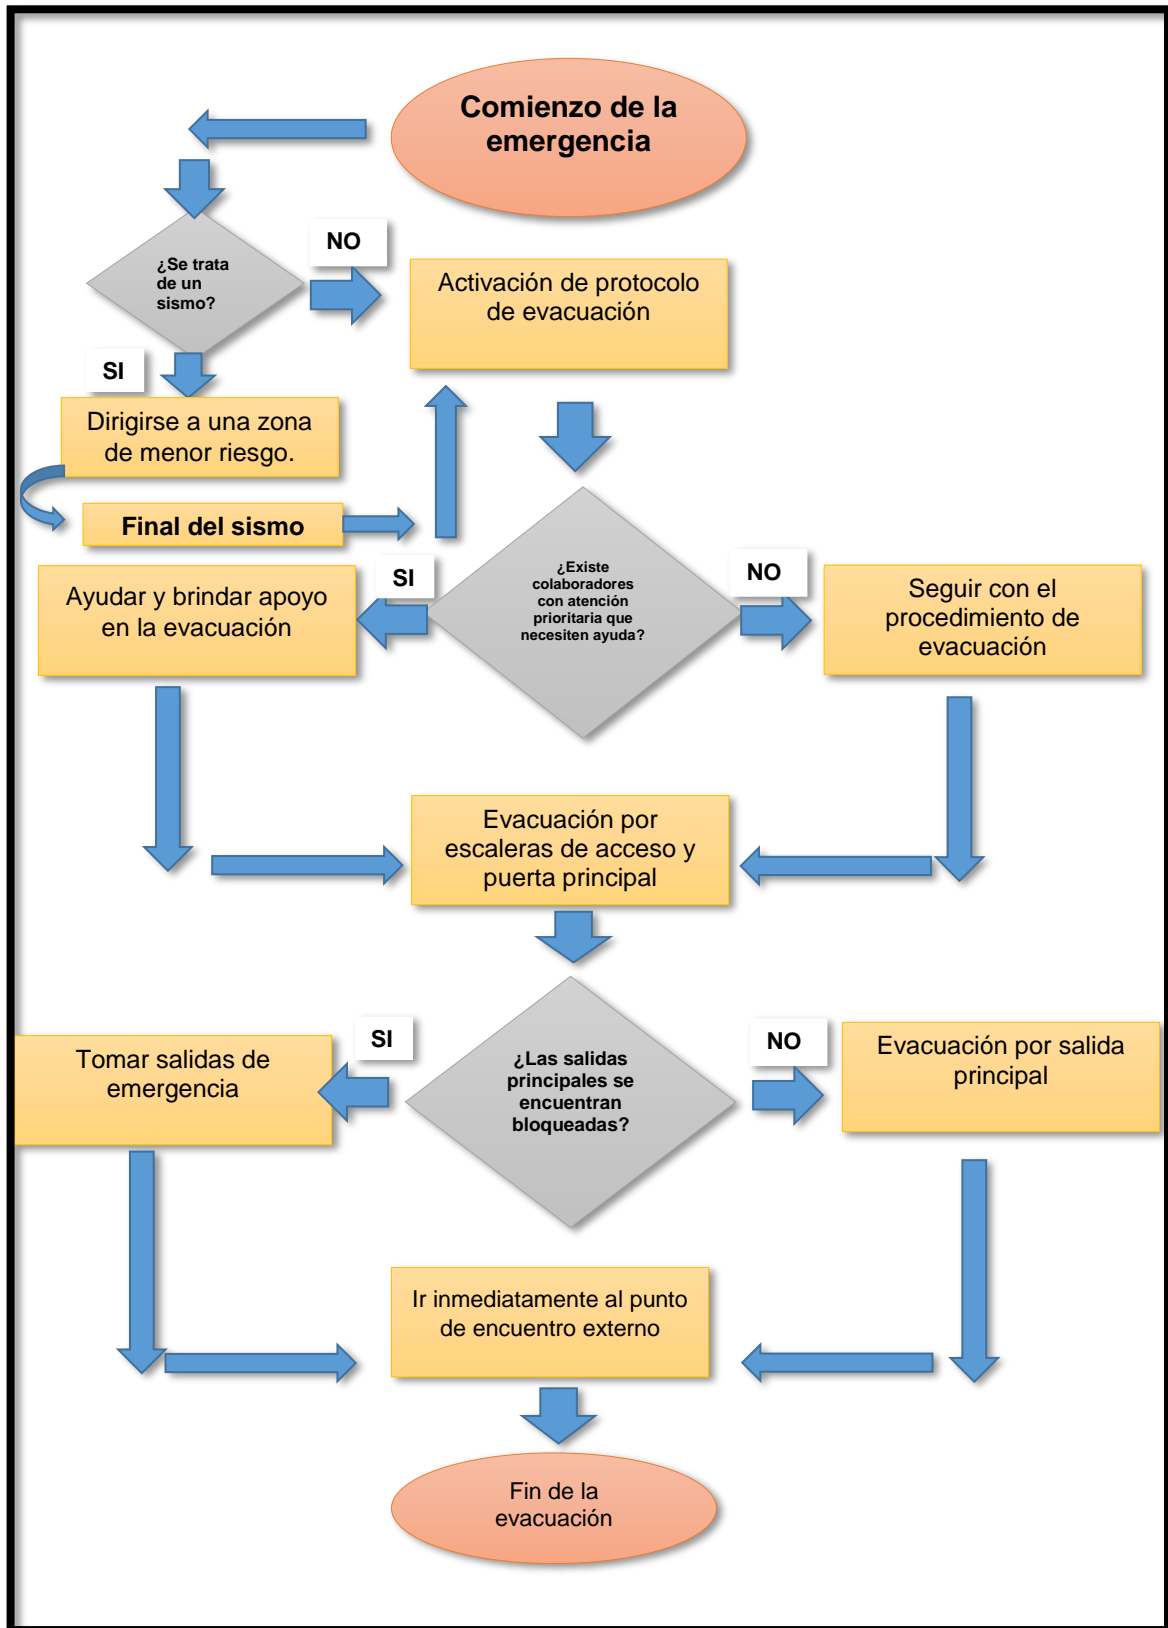 Comienzo de la
emergencia
¿Se trata
de un
sismo?
NO
Activación de protocolo
de evacuación
SI
Dirigirse a una zona
de menor riesgo.
Final del sismo
¿Existe
colaboradores
con atención
prioritaria que
necesiten ayuda?
SI
NO
Ayudar y brindar apoyo
en la evacuación
Seguir con el
procedimiento de
evacuación
Evacuación por
escaleras de acceso y
puerta principal
¿Las salidas
principales se
encuentran
bloqueadas?
SI
NO
Tomar salidas de
emergencia
Evacuación por salida
principal
Ir inmediatamente al punto
de encuentro externo
Fin de la
evacuación